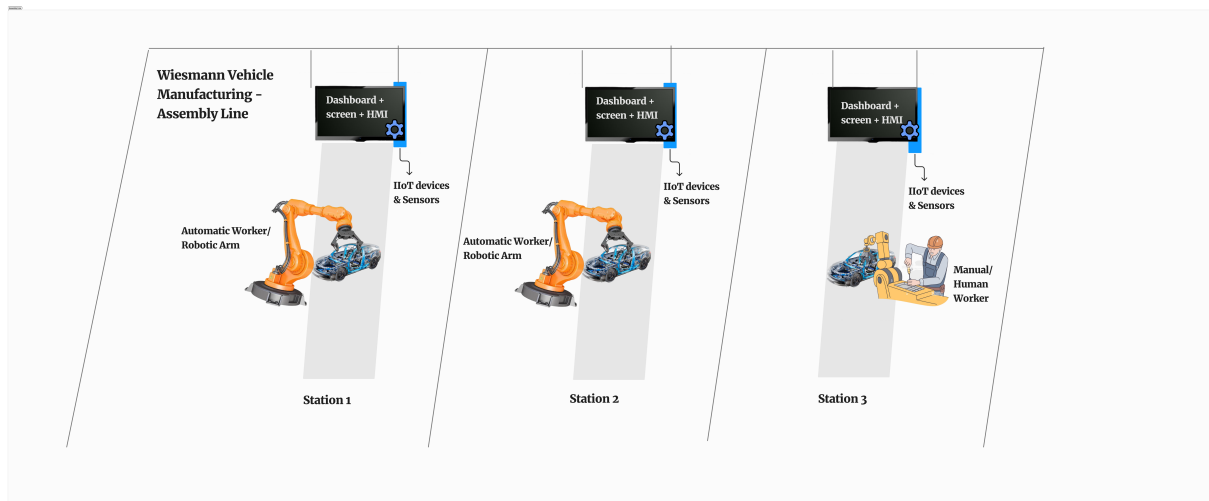 Wiesmann Vehicle
Manufacturing -
Assembly Line
Dashboard +
screen + HMI
IIoT devices
& Sensors
Automatic Worker/
Robotic Arm
Station 1
Dashboard +
screen + HMI
IIoT devices
& Sensors
Automatic Worker/
Robotic Arm
Station 2
Dashboard +
screen + HMI
IIoT devices
& Sensors
Manual/
Human
Worker
Station 3